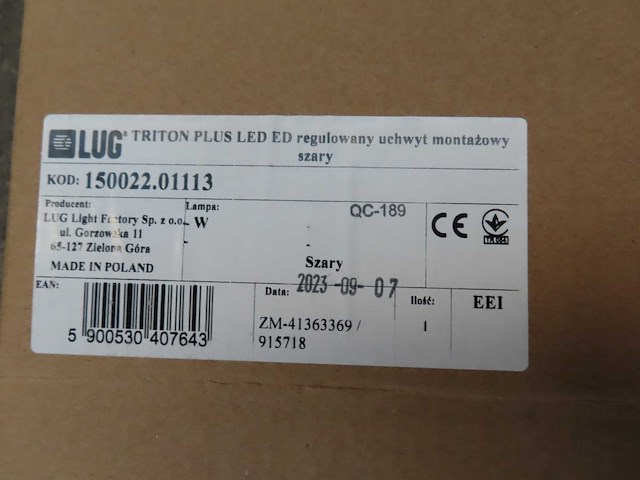 LUG® TRITON PLUS LED ED regulowany uchwyt montażowy
szary
KOD: 150022.01113
Producent:
LUG Light Factory Sp. z o.o.
ul. Gorzowska 11
65-127 Zielona Góra
MADE IN POLAND
Lampa:
- W
-
-
-
QC-189
Szary
CE
EAN:
5 900530 407643
Data: 2023-09-07
ZM-41363369 /
915718
Ilość:
1
EEI